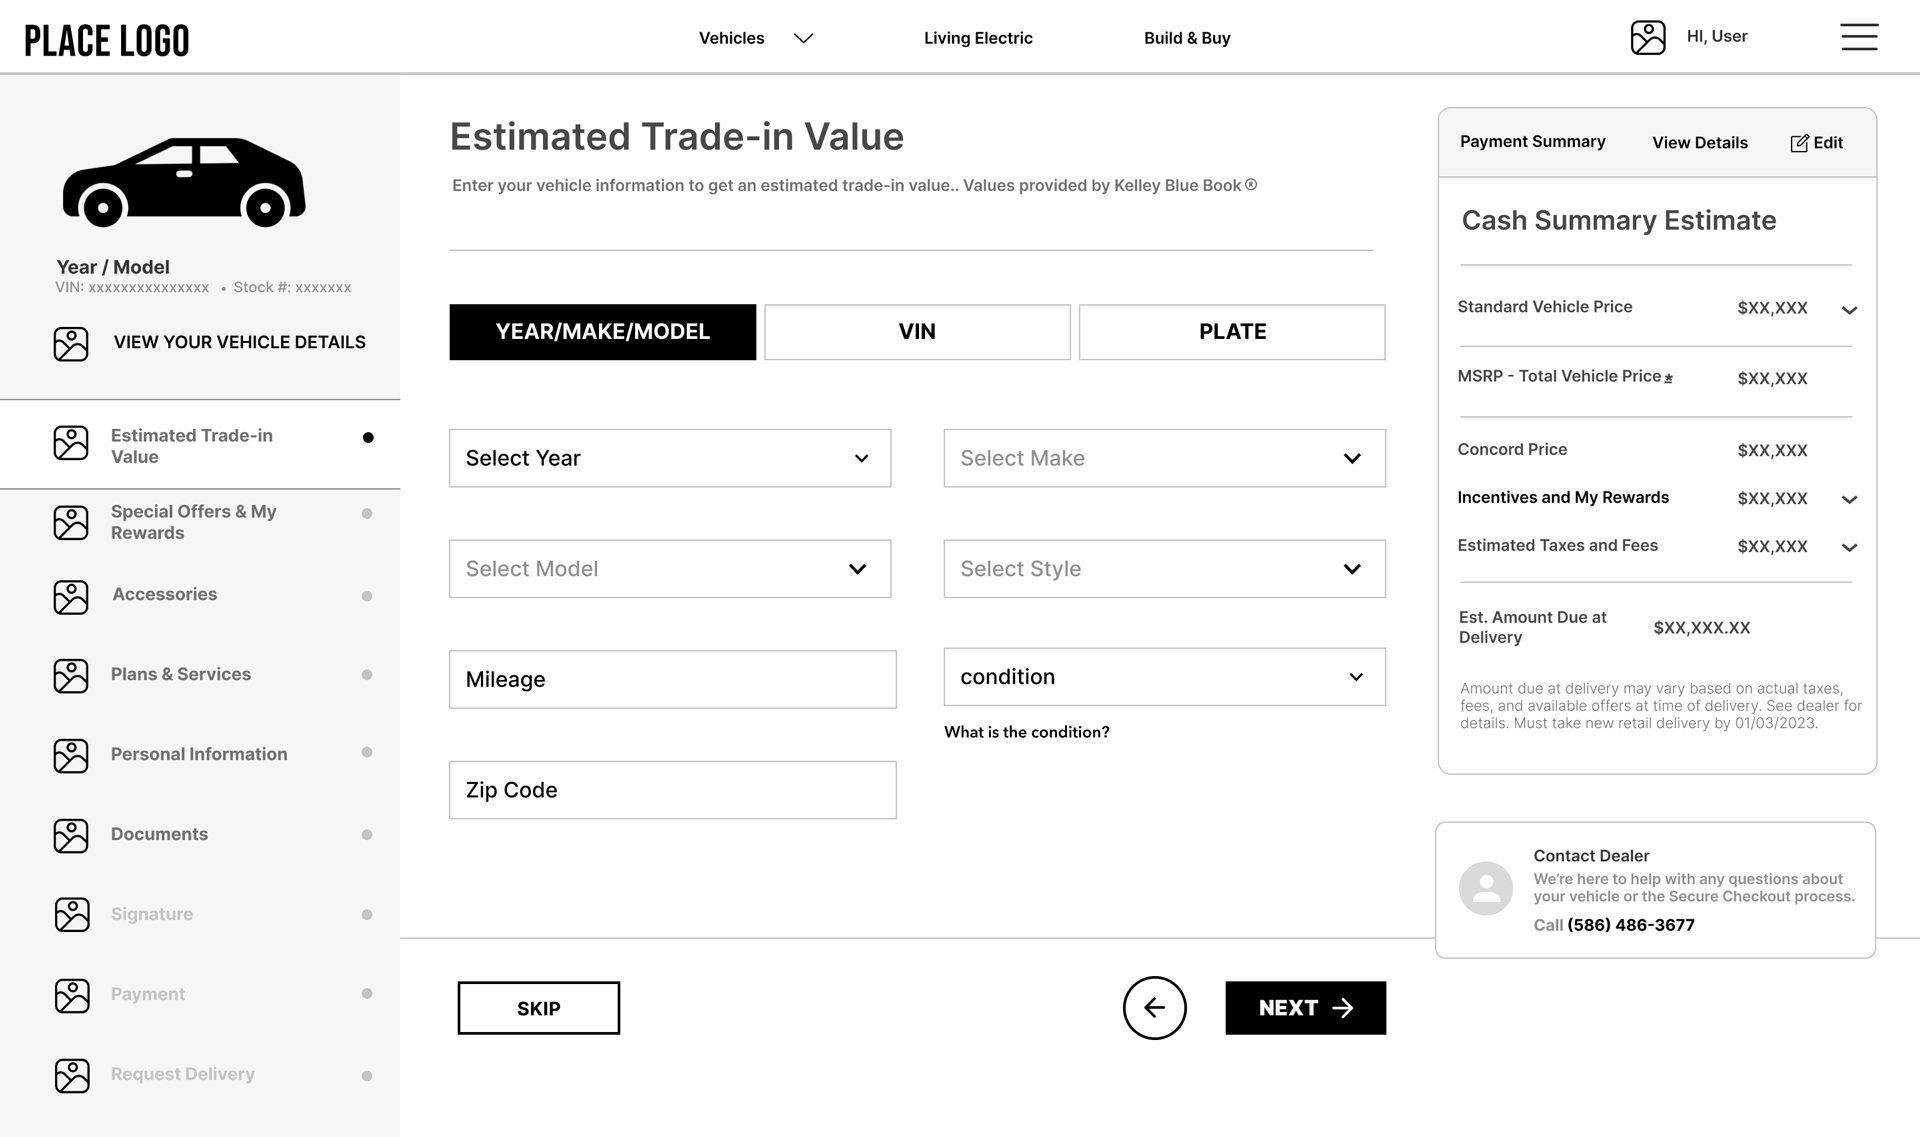 PLACE LOGO
Vehicles
Living Electric
Build & Buy
HI, User
Year / Model
VIN: xxxxxxxxxxxxxxx • Stock #: xxxxxxx
VIEW YOUR VEHICLE DETAILS
Estimated Trade-in
Value
Special Offers & My
Rewards
Accessories
Plans & Services
Personal Information
Documents
Signature
Payment
Request Delivery
Estimated Trade-in Value
Enter your vehicle information to get an estimated trade-in value.. Values provided by Kelley Blue Book ®
YEAR/MAKE/MODEL
VIN
PLATE
Select Year
Select Make
Select Model
Select Style
Mileage
condition
What is the condition?
Zip Code
SKIP
NEXT
Payment Summary
View Details
Edit
Cash Summary Estimate
Standard Vehicle Price $XX,XXX
MSRP - Total Vehicle Price* $XX,XXX
Concord Price $XX,XXX
Incentives and My Rewards $XX,XXX
Estimated Taxes and Fees $XX,XXX
Est. Amount Due at
Delivery
$XX,XXX.XX
Amount due at delivery may vary based on actual taxes,
fees, and available offers at time of delivery. See dealer for
details. Must take new retail delivery by 01/03/2023.
Contact Dealer
We’re here to help with any questions about
your vehicle or the Secure Checkout process.
Call (586) 486-3677